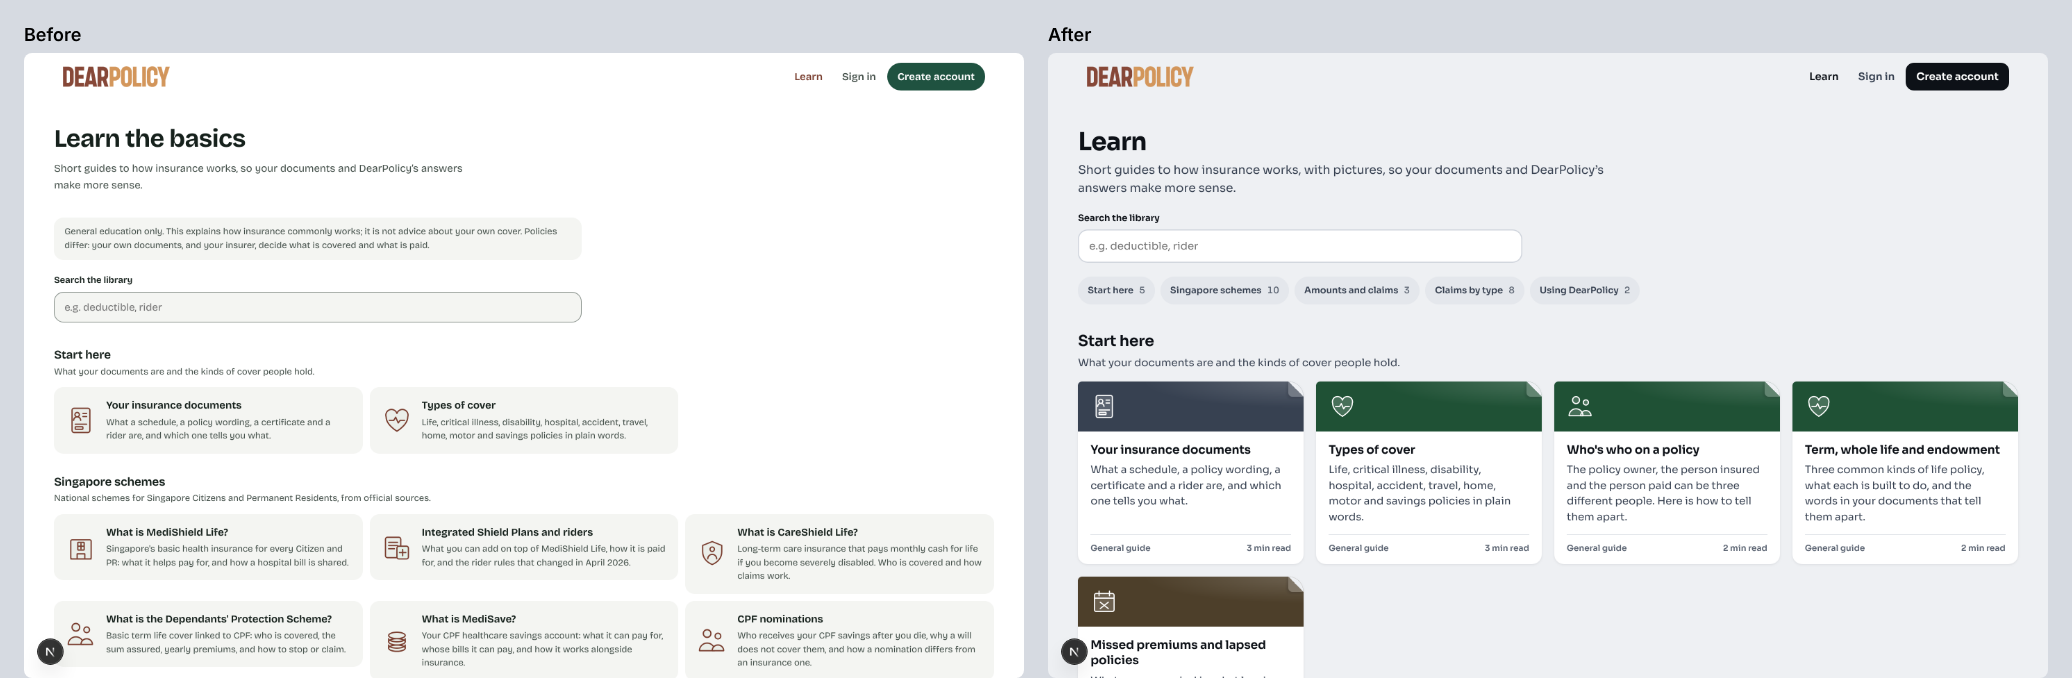 Before
DEARPOLICY
Learn
Sign in
Create account
Learn the basics
Short guides to how insurance works, so your documents and DearPolicy's answers
make more sense.
General education only. This explains how insurance commonly works; it is not advice about your own cover. Policies
differ: your own documents, and your insurer, decide what is covered and what is paid.
Search the library
e.g. deductible, rider
Start here
What your documents are and the kinds of cover people hold.
Your insurance documents
What a schedule, a policy wording, a certificate and a
rider are, and which one tells you what.
Types of cover
Life, critical illness, disability, hospital, accident, travel,
home, motor and savings policies in plain words.
Singapore schemes
National schemes for Singapore Citizens and Permanent Residents, from official sources.
What is MediShield Life?
Singapore's basic health insurance for every Citizen and
PR: what it helps pay for, and how a hospital bill is shared.
Integrated Shield Plans and riders
What you can add on top of MediShield Life, how it is paid
for, and the rider rules that changed in April 2026.
What is CareShield Life?
Long-term care insurance that pays monthly cash for life
if you become severely disabled. Who is covered and how
claims work.
What is the Dependants' Protection Scheme?
Basic term life cover linked to CPF: who is covered, the
sum assured, yearly premiums, and how to stop or claim.
What is MediSave?
Your CPF healthcare savings account: what it can pay for,
whose bills it can pay, and how it works alongside
insurance.
CPF nominations
Who receives your CPF savings after you die, why a will
does not cover them, and how a nomination differs from
an insurance one.
N
After
DEARPOLICY
Learn
Sign in
Create account
Learn
Short guides to how insurance works, with pictures, so your documents and DearPolicy's
answers make more sense.
Search the library
e.g. deductible, rider
Start here 5
Singapore schemes 10
Amounts and claims 3
Claims by type 8
Using DearPolicy 2
Start here
What your documents are and the kinds of cover people hold.
Your insurance documents
What a schedule, a policy wording, a
certificate and a rider are, and which
one tells you what.
General guide
3 min read
Types of cover
Life, critical illness, disability,
hospital, accident, travel, home,
motor and savings policies in plain
words.
General guide
3 min read
Who's who on a policy
The policy owner, the person insured
and the person paid can be three
different people. Here is how to tell
them apart.
General guide
2 min read
Term, whole life and endowment
Three common kinds of life policy,
what each is built to do, and the
words in your documents that tell
them apart.
General guide
2 min read
Missed premiums and lapsed
policies
N